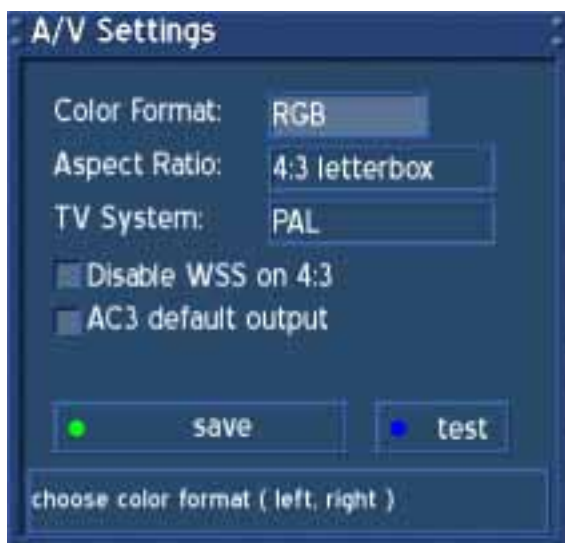 A/V Settings
Color Format: RGB
Aspect Ratio: 4:3 letterbox
TV System: PAL
Disable WSS on 4:3
AC3 default output
save test
choose color format ( left, right )